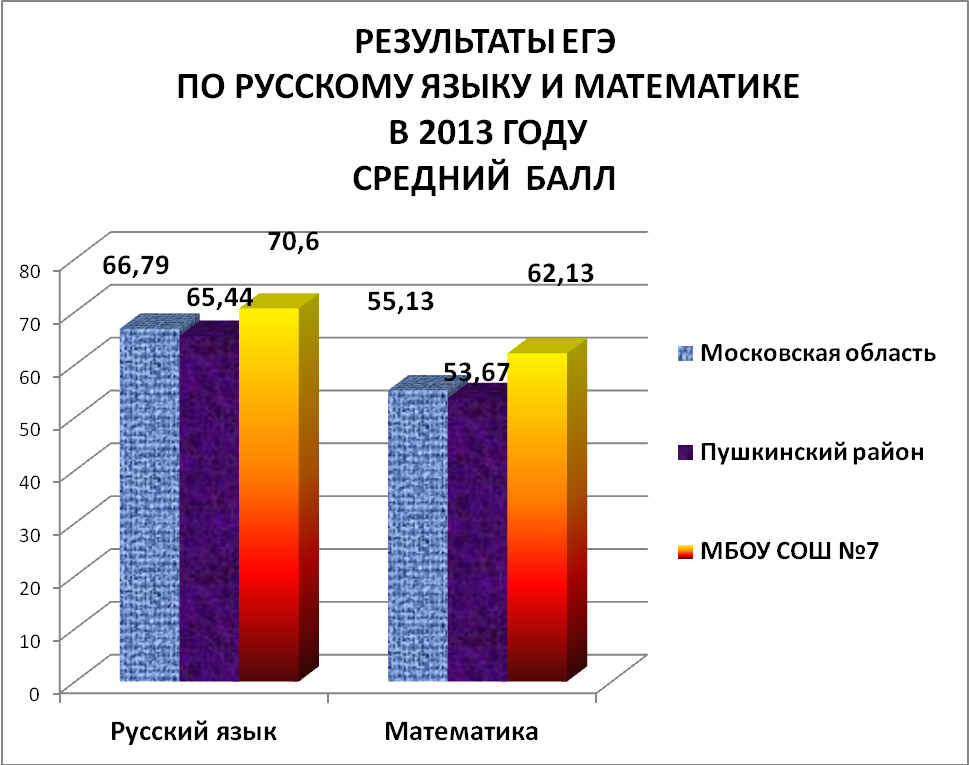 РЕЗУЛЬТАТЫ ЕГЭ
ПО РУССКОМУ ЯЗЫКУ И МАТЕМАТИКЕ
В 2013 ГОДУ
СРЕДНИЙ БАЛЛ
80
70
60
50
40
30
20
10
0
66,79
65,44
70,6
55,13
53,67
62,13
Русский язык
Математика
Московская область
Пушкинский район
МБОУ СОШ №7